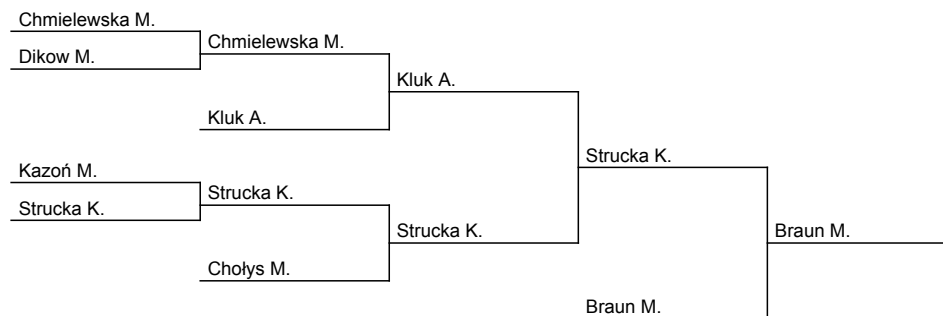 Chmielewska M.
Dikow M.
Chmielewska M.
Kluk A.
Kluk A.
Kazoń M.
Strucka K.
Strucka K.
Chołys M.
Strucka K.
Strucka K.
Braun M.
Braun M.